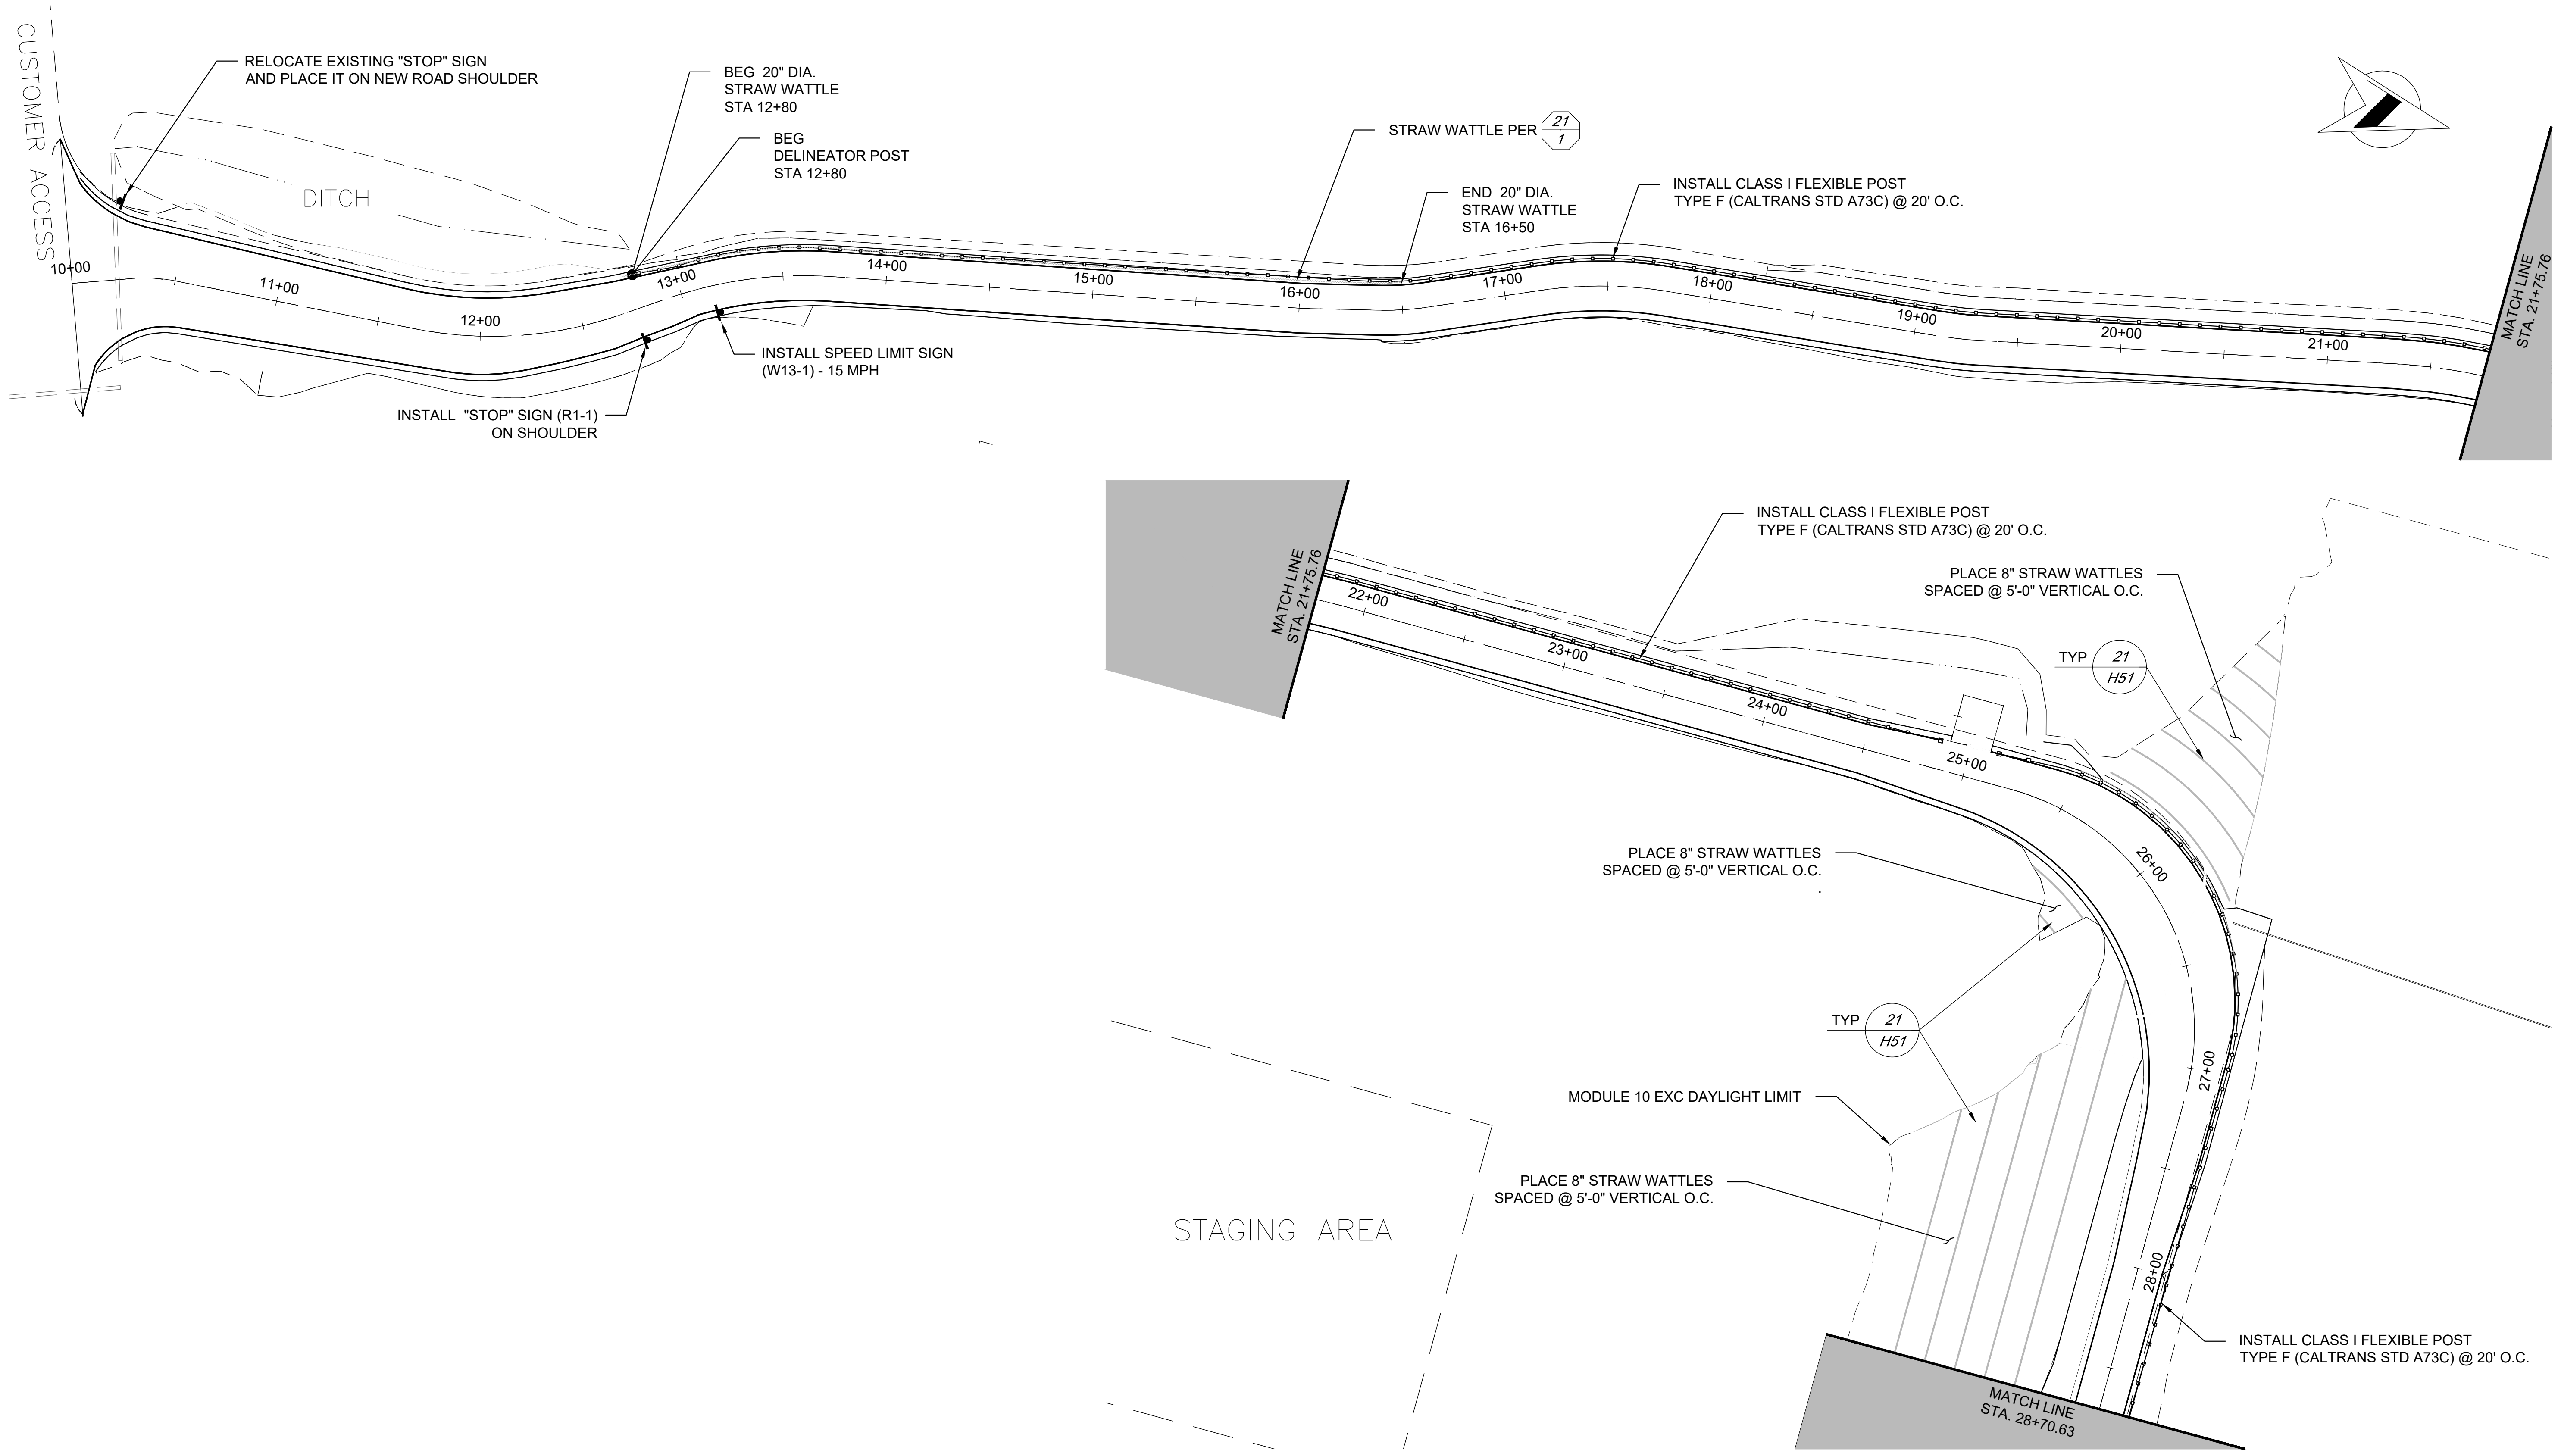 CUSTOMER ACCESS
RELOCATE EXISTING "STOP" SIGN
AND PLACE IT ON NEW ROAD SHOULDER
BEG 20" DIA.
STRAW WATTLE
STA 12+80
BEG
DELINEATOR POST
STA 12+80
STRAW WATTLE PER
21
1
END 20" DIA.
STRAW WATTLE
STA 16+50
INSTALL CLASS I FLEXIBLE POST
TYPE F (CALTRANS STD A73C) @ 20' O.C.
DITCH
10+00
11+00
12+00
13+00
14+00
15+00
16+00
17+00
18+00
19+00
20+00
21+00
MATCH LINE
STA. 21+75.76
INSTALL SPEED LIMIT SIGN
(W13-1) - 15 MPH
INSTALL "STOP" SIGN (R1-1)
ON SHOULDER
MATCH LINE
STA. 21+75.76
INSTALL CLASS I FLEXIBLE POST
TYPE F (CALTRANS STD A73C) @ 20' O.C.
PLACE 8" STRAW WATTLES
SPACED @ 5'-0" VERTICAL O.C.
TYP
21
H51
22+00
23+00
24+00
25+00
26+00
27+00
28+00
PLACE 8" STRAW WATTLES
SPACED @ 5'-0" VERTICAL O.C.
.
TYP
21
H51
MODULE 10 EXC DAYLIGHT LIMIT
PLACE 8" STRAW WATTLES
SPACED @ 5'-0" VERTICAL O.C.
STAGING AREA
INSTALL CLASS I FLEXIBLE POST
TYPE F (CALTRANS STD A73C) @ 20' O.C.
MATCH LINE
STA. 28+70.63